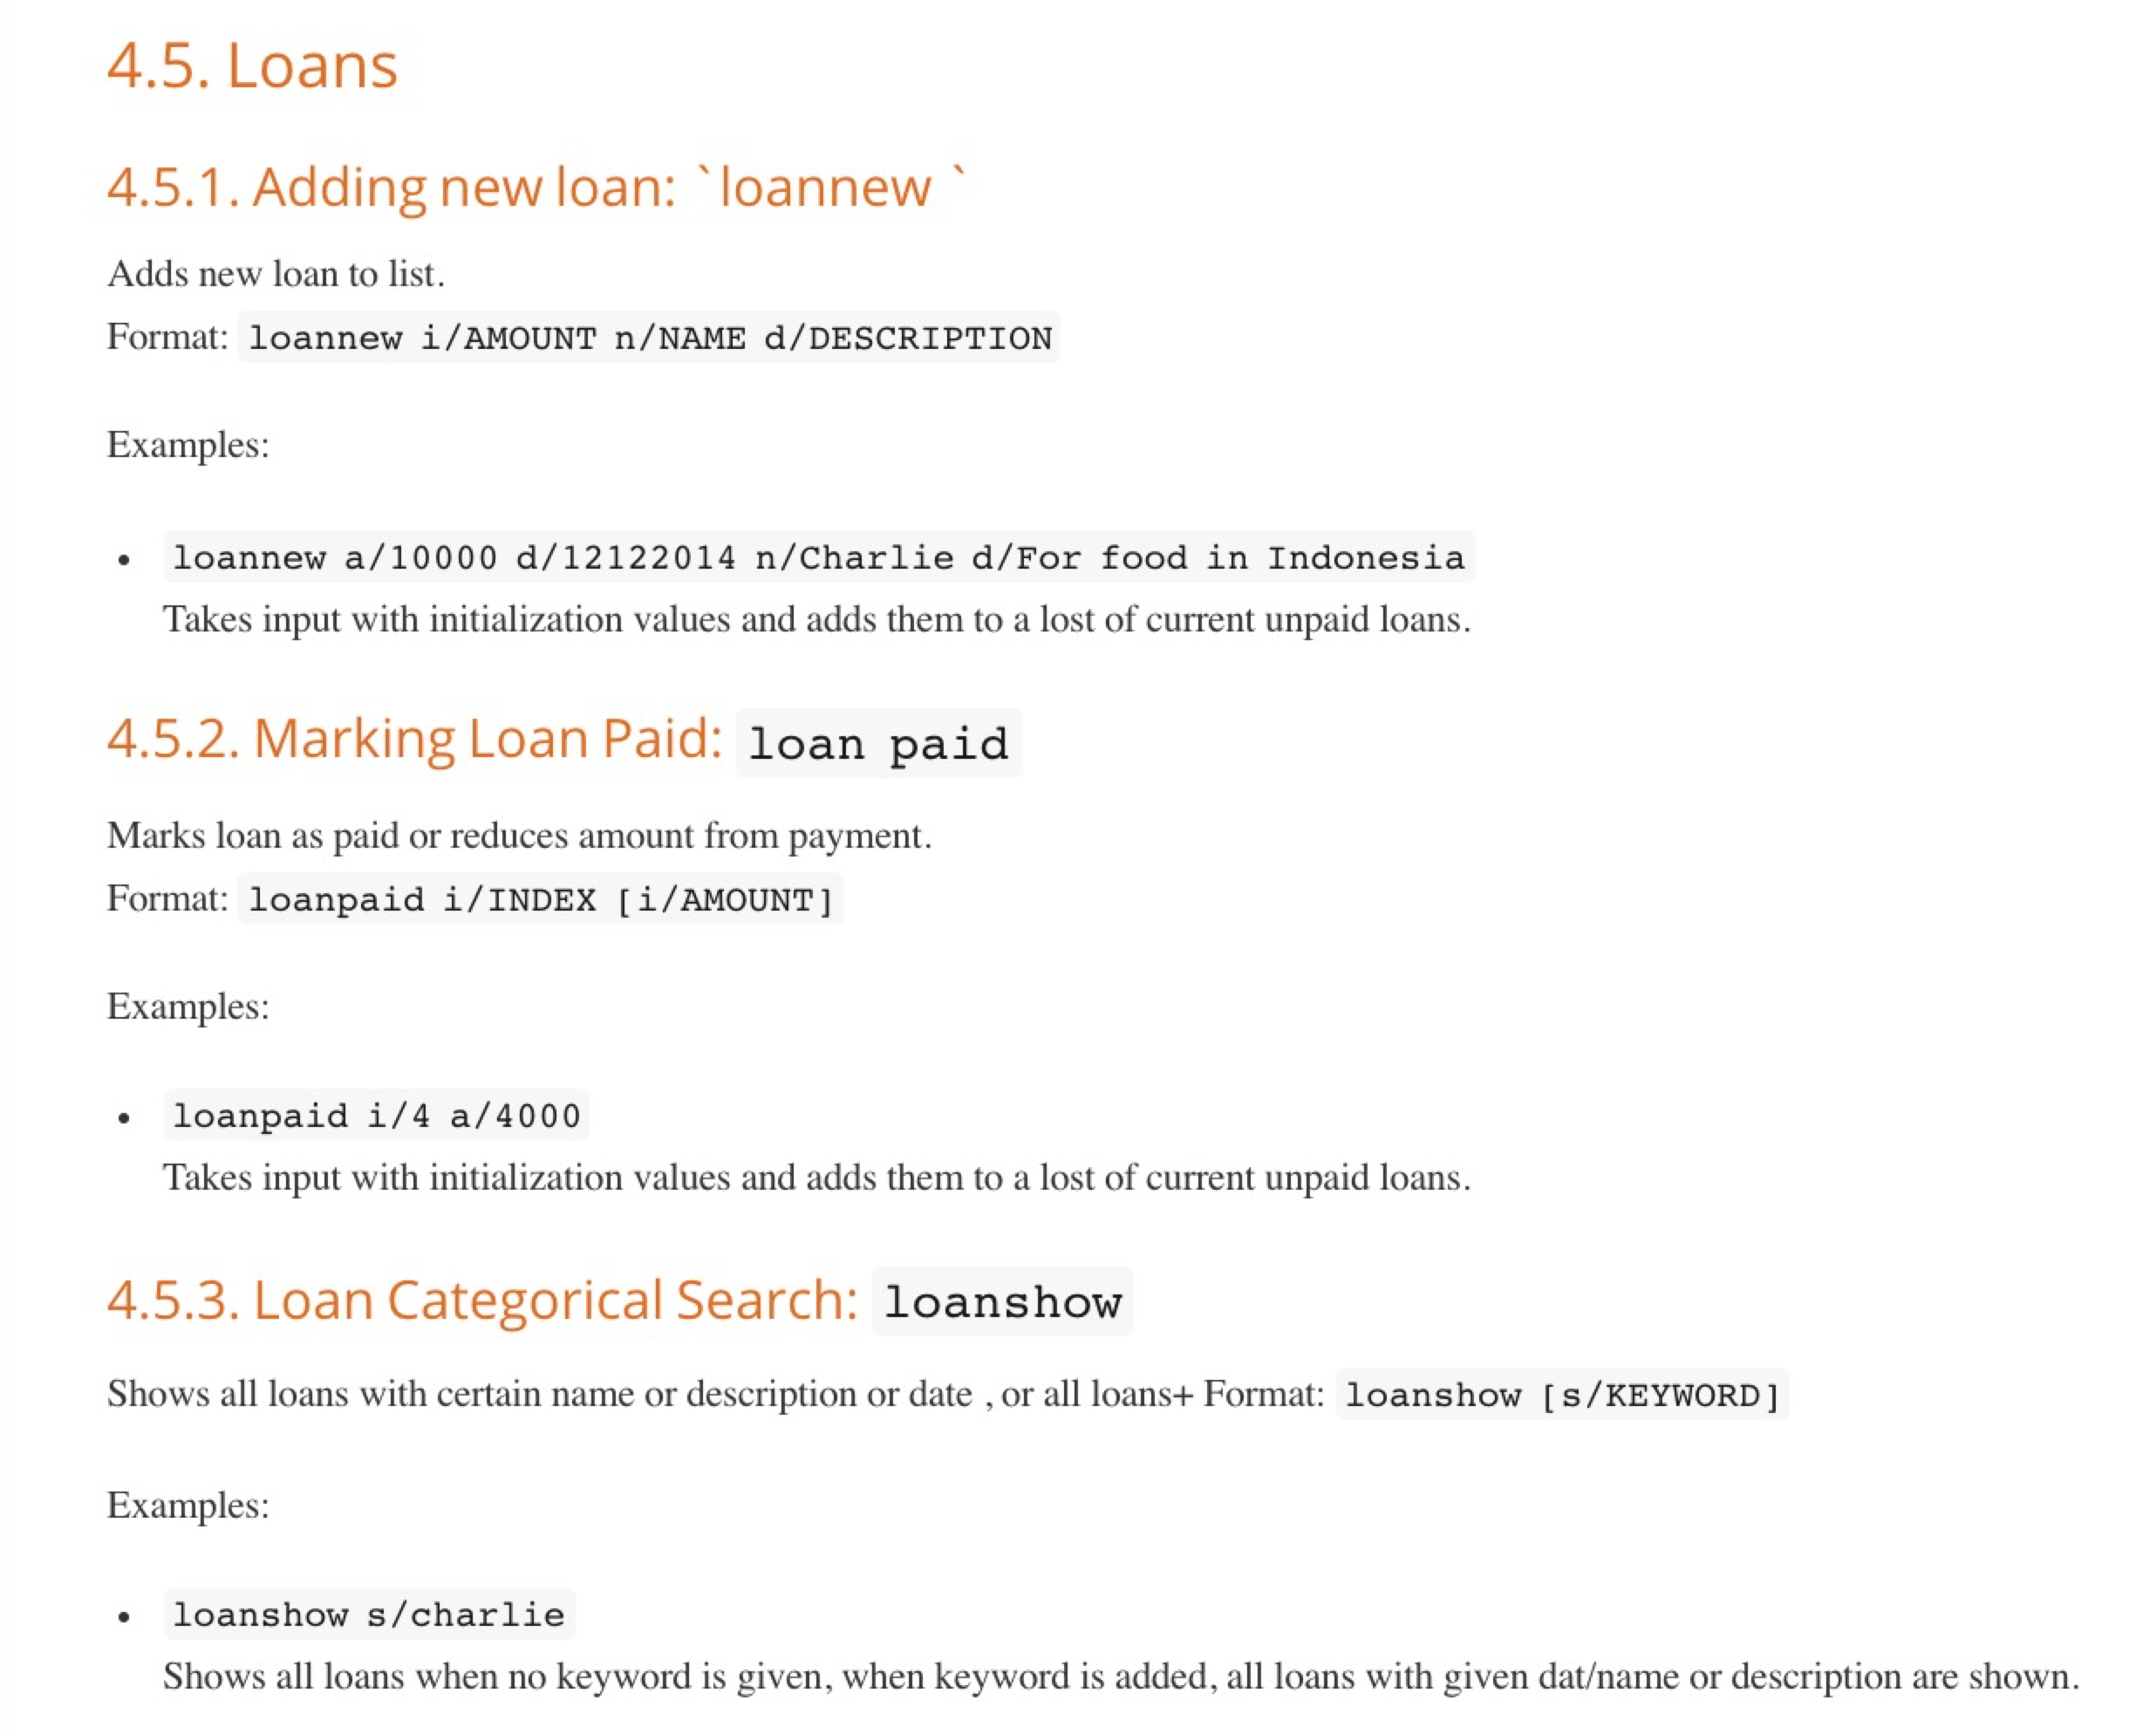 4.5. Loans
4.5.1. Adding new loan: `loannew `
Adds new loan to list.
Format: loannew i/AMOUNT n/NAME d/DESCRIPTION
Examples:
• loannew a/10000 d/12122014 n/Charlie d/For food in Indonesia
Takes input with initialization values and adds them to a lost of current unpaid loans.
4.5.2. Marking Loan Paid: loan paid
Marks loan as paid or reduces amount from payment.
Format: loanpaid i/INDEX [i/AMOUNT]
Examples:
• loanpaid i/4 a/4000
Takes input with initialization values and adds them to a lost of current unpaid loans.
4.5.3. Loan Categorical Search: loanshow
Shows all loans with certain name or description or date , or all loans+ Format: loanshow [s/KEYWORD]
Examples:
• loanshow s/charlie
Shows all loans when no keyword is given, when keyword is added, all loans with given dat/name or description are shown.